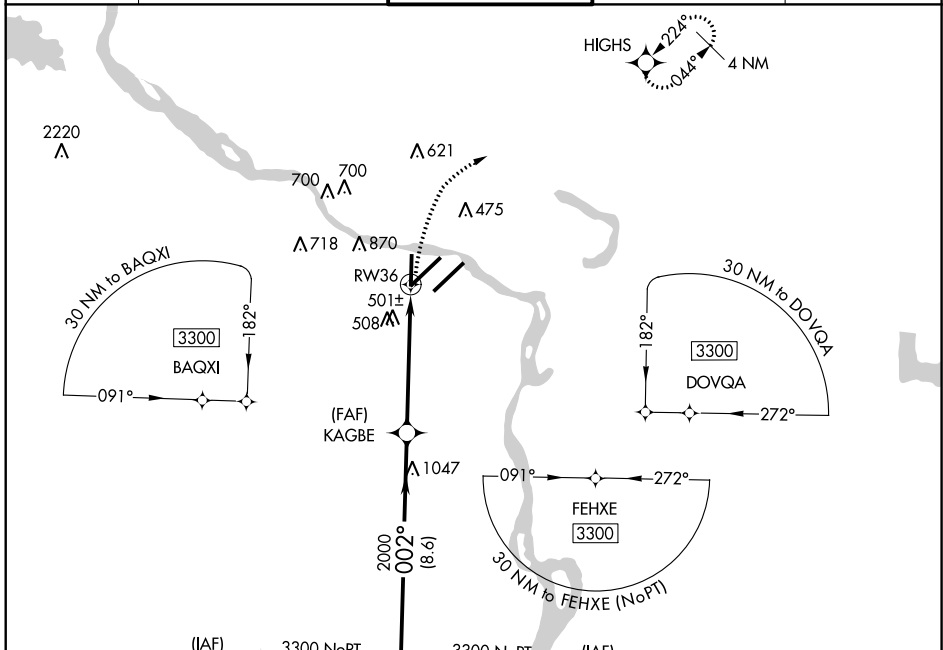 HIGHS
224°
044°
4 NM
2220
621
700
700
475
718
870
RW36
501±
508
30 NM to BAQXI
182°
3300
BAQXI
091°
30 NM to DOVQA
182°
3300
DOVQA
272°
(FAF)
KAGBE
1047
091°
272°
FEHXE
3300
30 NM to FEHXE (NoPT)
2000
002°
(8.6)
(IAF)
3300 NoPT
3300 NoPT
(IAF)